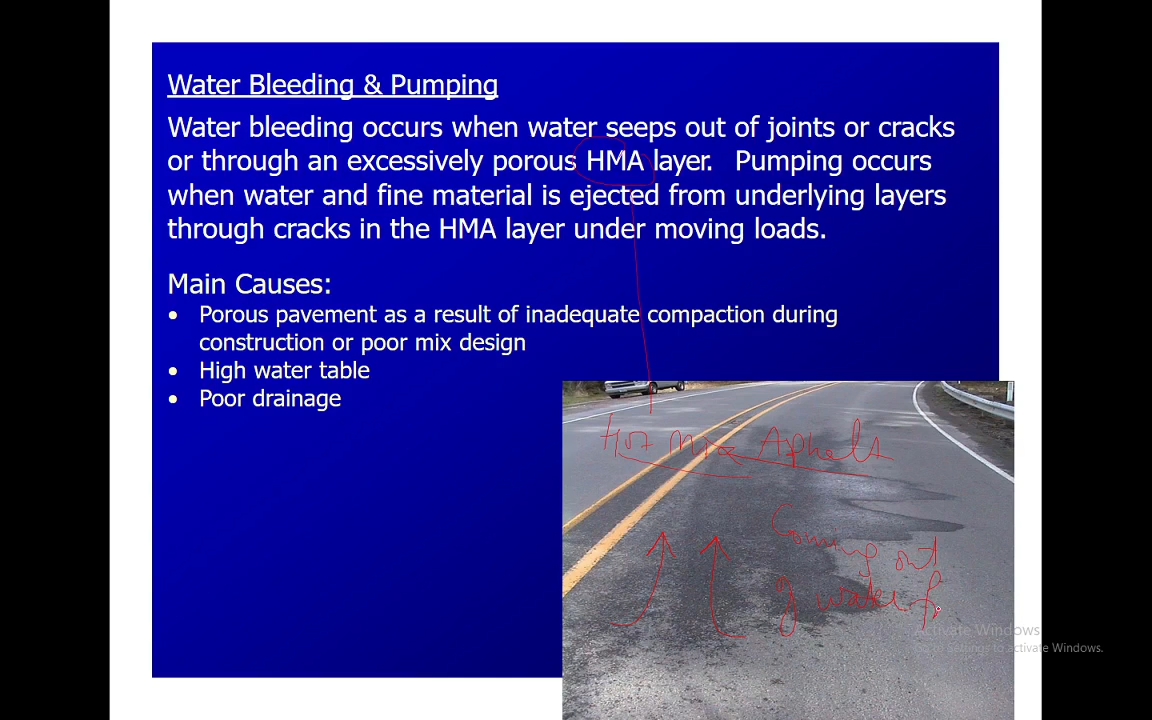 Water Bleeding & Pumping
Water bleeding occurs when water seeps out of joints or cracks
or through an excessively porous HMA layer. Pumping occurs
when water and fine material is ejected from underlying layers
through cracks in the HMA layer under moving loads.
Main Causes:
• Porous pavement as a result of inadequate compaction during
construction or poor mix design
• High water table
• Poor drainage
Hot Mix
Coming out
water
Activate Windows
Go to Settings to activate Windows.